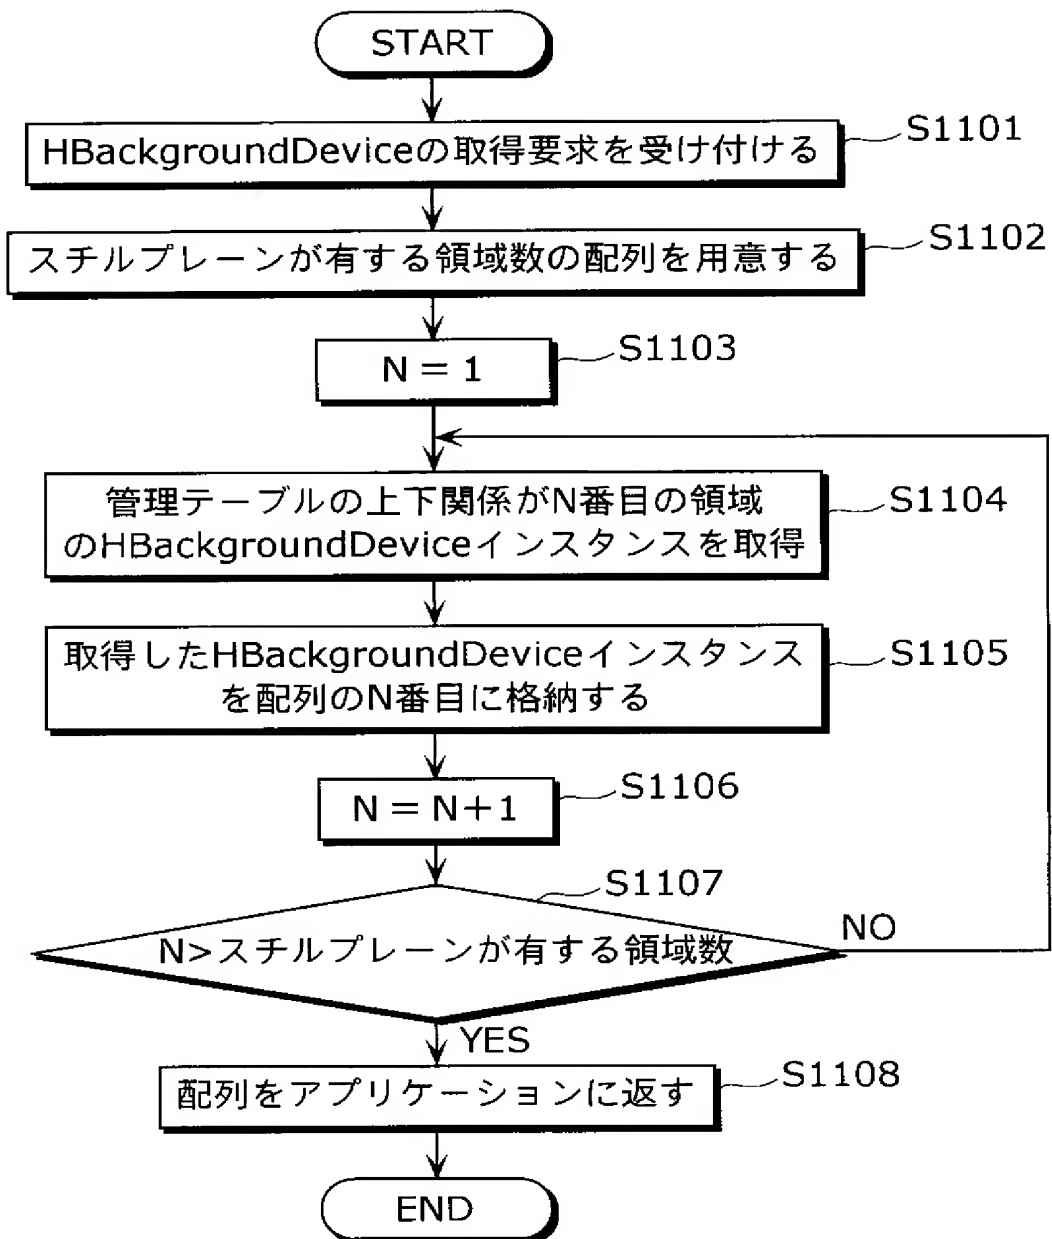 START
HBackgroundDeviceの取得要求を受け付ける
S1101
スチルプレーンが有する領域数の配列を用意する
S1102
N = 1
S1103
管理テーブルの上下関係がN番目の領域
のHBackgroundDeviceインスタンスを取得
S1104
取得したHBackgroundDeviceインスタンス
を配列のN番目に格納する
S1105
N = N+1
S1106
S1107
N>スチルプレーンが有する領域数
NO
YES
配列をアプリケーションに返す
S1108
END